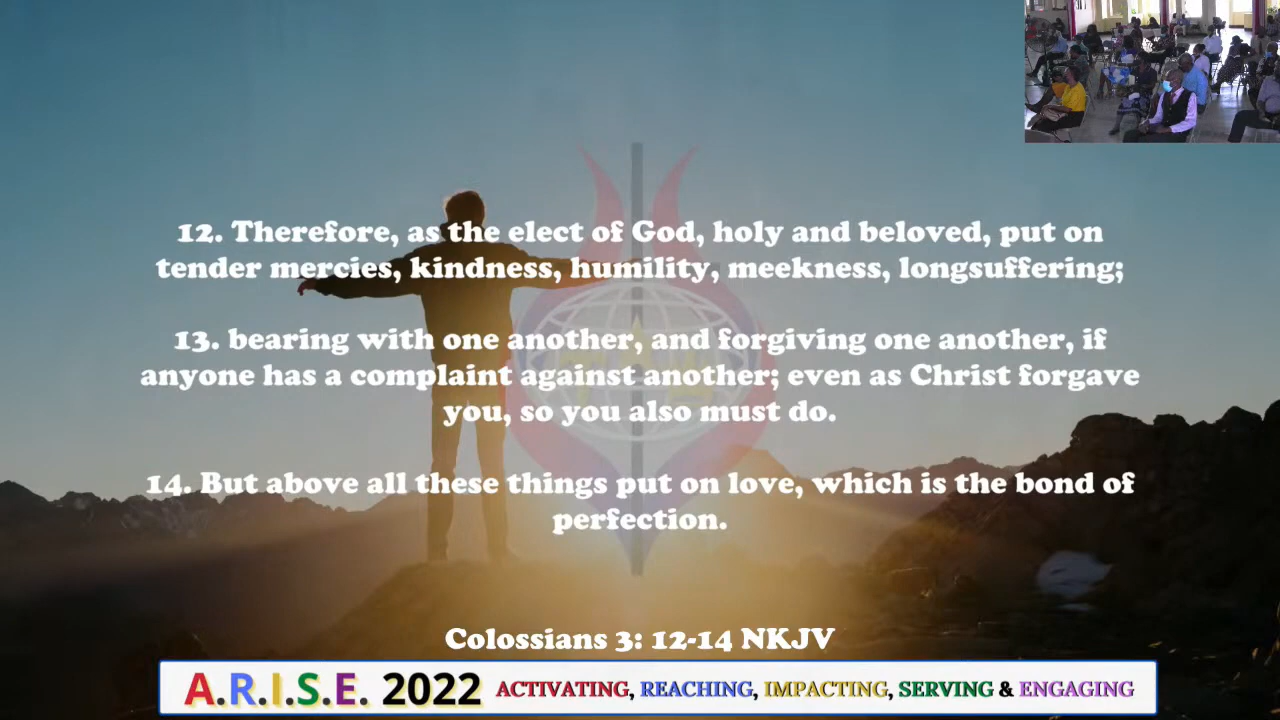 12. Therefore, as the elect of God, holy and beloved, put on
tender mercies, kindness, humility, meekness, longsuffering;
13. bearing with one another, and forgiving one another, if
anyone has a complaint against another; even as Christ forgave
you, so you also must do.
14. But above all these things put on love, which is the bond of
perfection.
Colossians 3: 12-14 NKJV
A.R.I.S.E. 2022 ACTIVATING, REACHING, IMPACTING, SERVING & ENGAGING